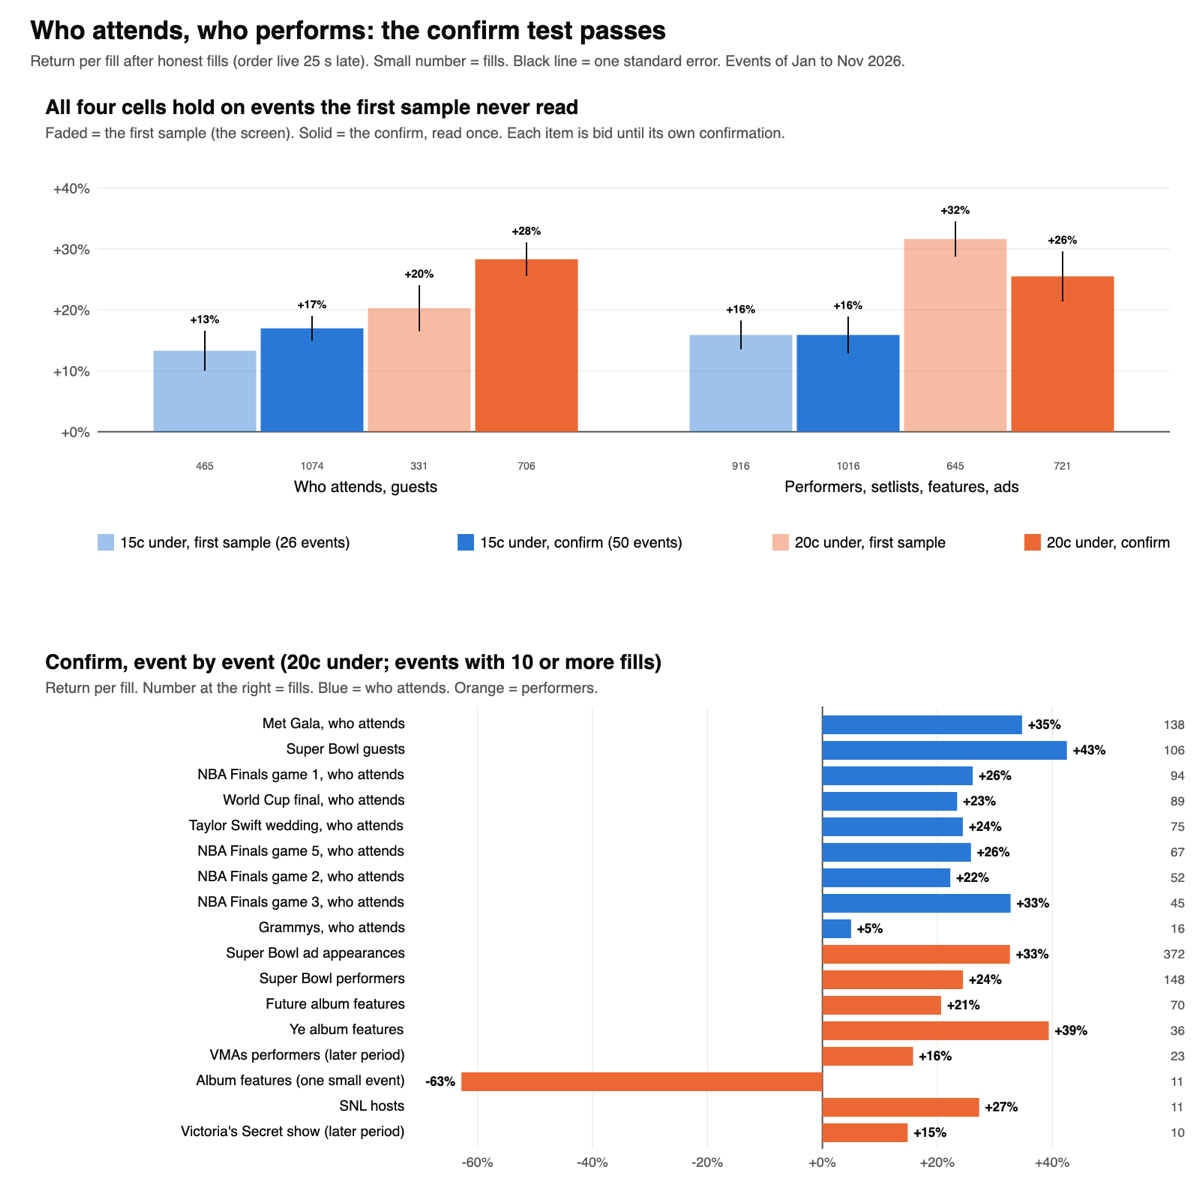 Who attends, who performs: the confirm test passes
Return per fill after honest fills (order live 25 s late). Small number = fills. Black line = one standard error. Events of Jan to Nov 2026.
All four cells hold on events the first sample never read
Faded = the first sample (the screen). Solid = the confirm, read once. Each item is bid until its own confirmation.
+40%
+30%
+20%
+10%
+0%
+13%
+17%
+20%
+28%
+16%
+16%
+32%
+26%
465 1074 331 706 916 1016 645 721
Who attends, guests
Performers, setlists, features, ads
15c under, first sample (26 events)
15c under, confirm (50 events)
20c under, first sample
20c under, confirm
Confirm, event by event (20c under; events with 10 or more fills)
Return per fill. Number at the right = fills. Blue = who attends. Orange = performers.
Met Gala, who attends +35% 138
Super Bowl guests +43% 106
NBA Finals game 1, who attends +26% 94
World Cup final, who attends +23% 89
Taylor Swift wedding, who attends +24% 75
NBA Finals game 5, who attends +26% 67
NBA Finals game 2, who attends +22% 52
NBA Finals game 3, who attends +33% 45
Grammys, who attends +5% 16
Super Bowl ad appearances +33% 372
Super Bowl performers +24% 148
Future album features +21% 70
Ye album features +39% 36
VMAs performers (later period) +16% 23
Album features (one small event) -63% 11
SNL hosts +27% 11
Victoria's Secret show (later period) +15% 10
-60% -40% -20% +0% +20% +40%